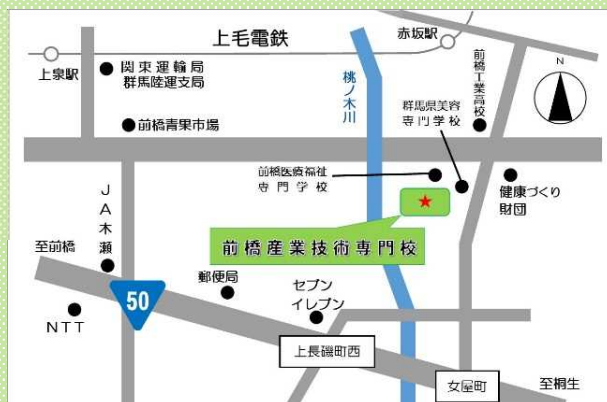 上毛電鉄
赤坂駅
上泉駅
N
関東運輸局
群馬陸運支局
前橋工業高校
桃ノ木川
群馬県美容
専門学校
前橋青果市場
前橋医療福祉
専門学校
健康づくり
財団
JA木瀬
★
前橋産業技術専門校
至前橋
郵便局
セブン
イレブン
50
NTT
上長磯町西
女屋町
至桐生